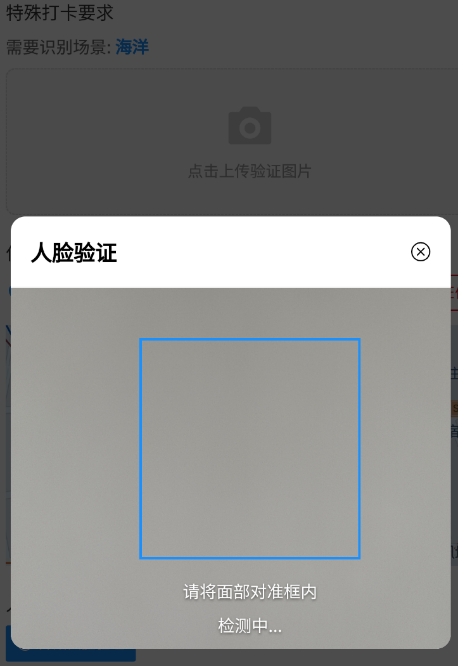 特殊打卡要求
需要识别场景: 海洋
点击上传验证图片
人脸验证
请将面部对准框内
检测中...